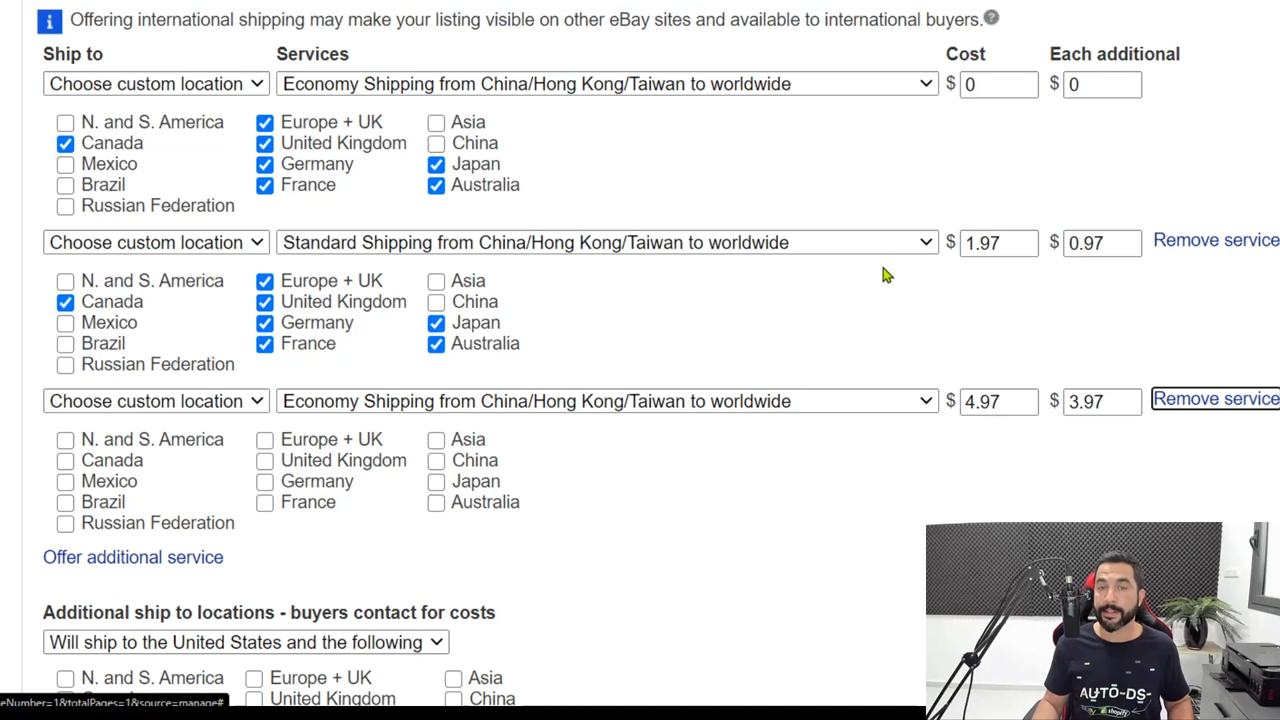 i Offering international shipping may make your listing visible on other eBay sites and available to international buyers. ?
Ship to Services Cost Each additional
Choose custom location Economy Shipping from China/Hong Kong/Taiwan to worldwide $ 0 $ 0
N. and S. America Europe + UK Asia
Canada United Kingdom China
Mexico Germany Japan
Brazil France Australia
Russian Federation
Choose custom location Standard Shipping from China/Hong Kong/Taiwan to worldwide $ 1.97 $ 0.97 Remove service
N. and S. America Europe + UK Asia
Canada United Kingdom China
Mexico Germany Japan
Brazil France Australia
Russian Federation
Choose custom location Economy Shipping from China/Hong Kong/Taiwan to worldwide $ 4.97 $ 3.97 Remove service
N. and S. America Europe + UK Asia
Canada United Kingdom China
Mexico Germany Japan
Brazil France Australia
Russian Federation
Offer additional service
Additional ship to locations - buyers contact for costs
Will ship to the United States and the following
N. and S. America Europe + UK Asia
United Kingdom China
eNumber=1&totalPages=1&source=manage#
AUTO-DS-
shopify